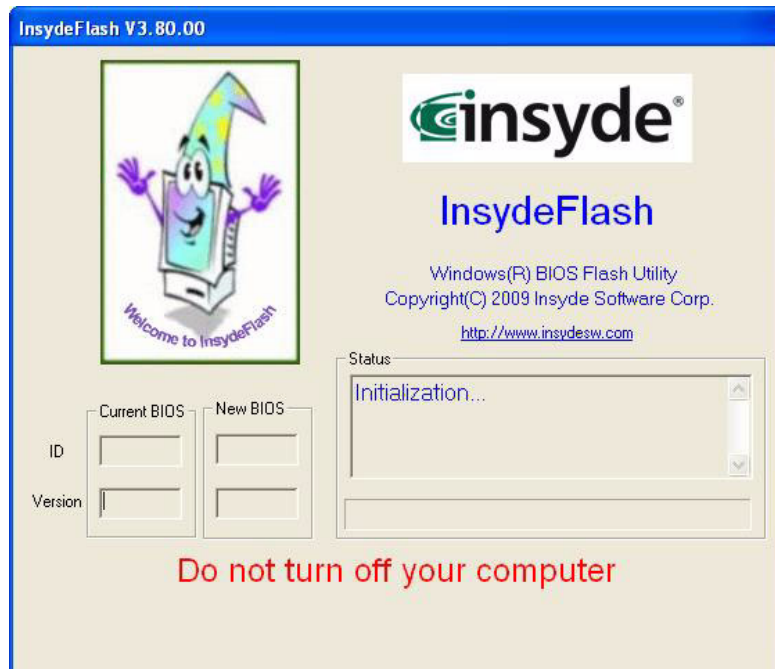 InsydeFlash V3.80.00
insyde®
InsydeFlash
Windows(R) BIOS Flash Utility
Copyright(C) 2009 Insyde Software Corp.
http://www.insydesw.com
Welcome to InsydeFlash
Status
Initialization...
Current BIOS
New BIOS
ID
Version
Do not turn off your computer